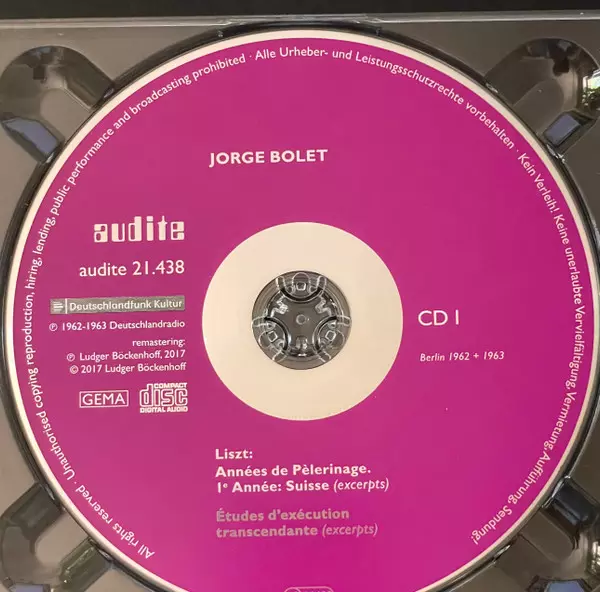 All rights reserved · Unauthorised copying reproduction, hiring, lending, public performance and broadcasting prohibited · Alle Urheber- und Leistungsschutzrechte vorbehalten · Kein Verleih! Keine unerlaubte Vervielfältigung, Vermietung, Aufführung, Sendung!
JORGE BOLET
audite
audite 21.438
Deutschlandfunk Kultur
℗ 1962-1963 Deutschlandradio
remastering:
℗ Ludger Böckenhoff, 2017
© 2017 Ludger Böckenhoff
GEMA
COMPACT
disc
DIGITAL AUDIO
CD 1
Berlin 1962 + 1963
Liszt:
Années de Pèlerinage.
1e Année: Suisse (excerpts)
Études d'exécution
transcendante (excerpts)